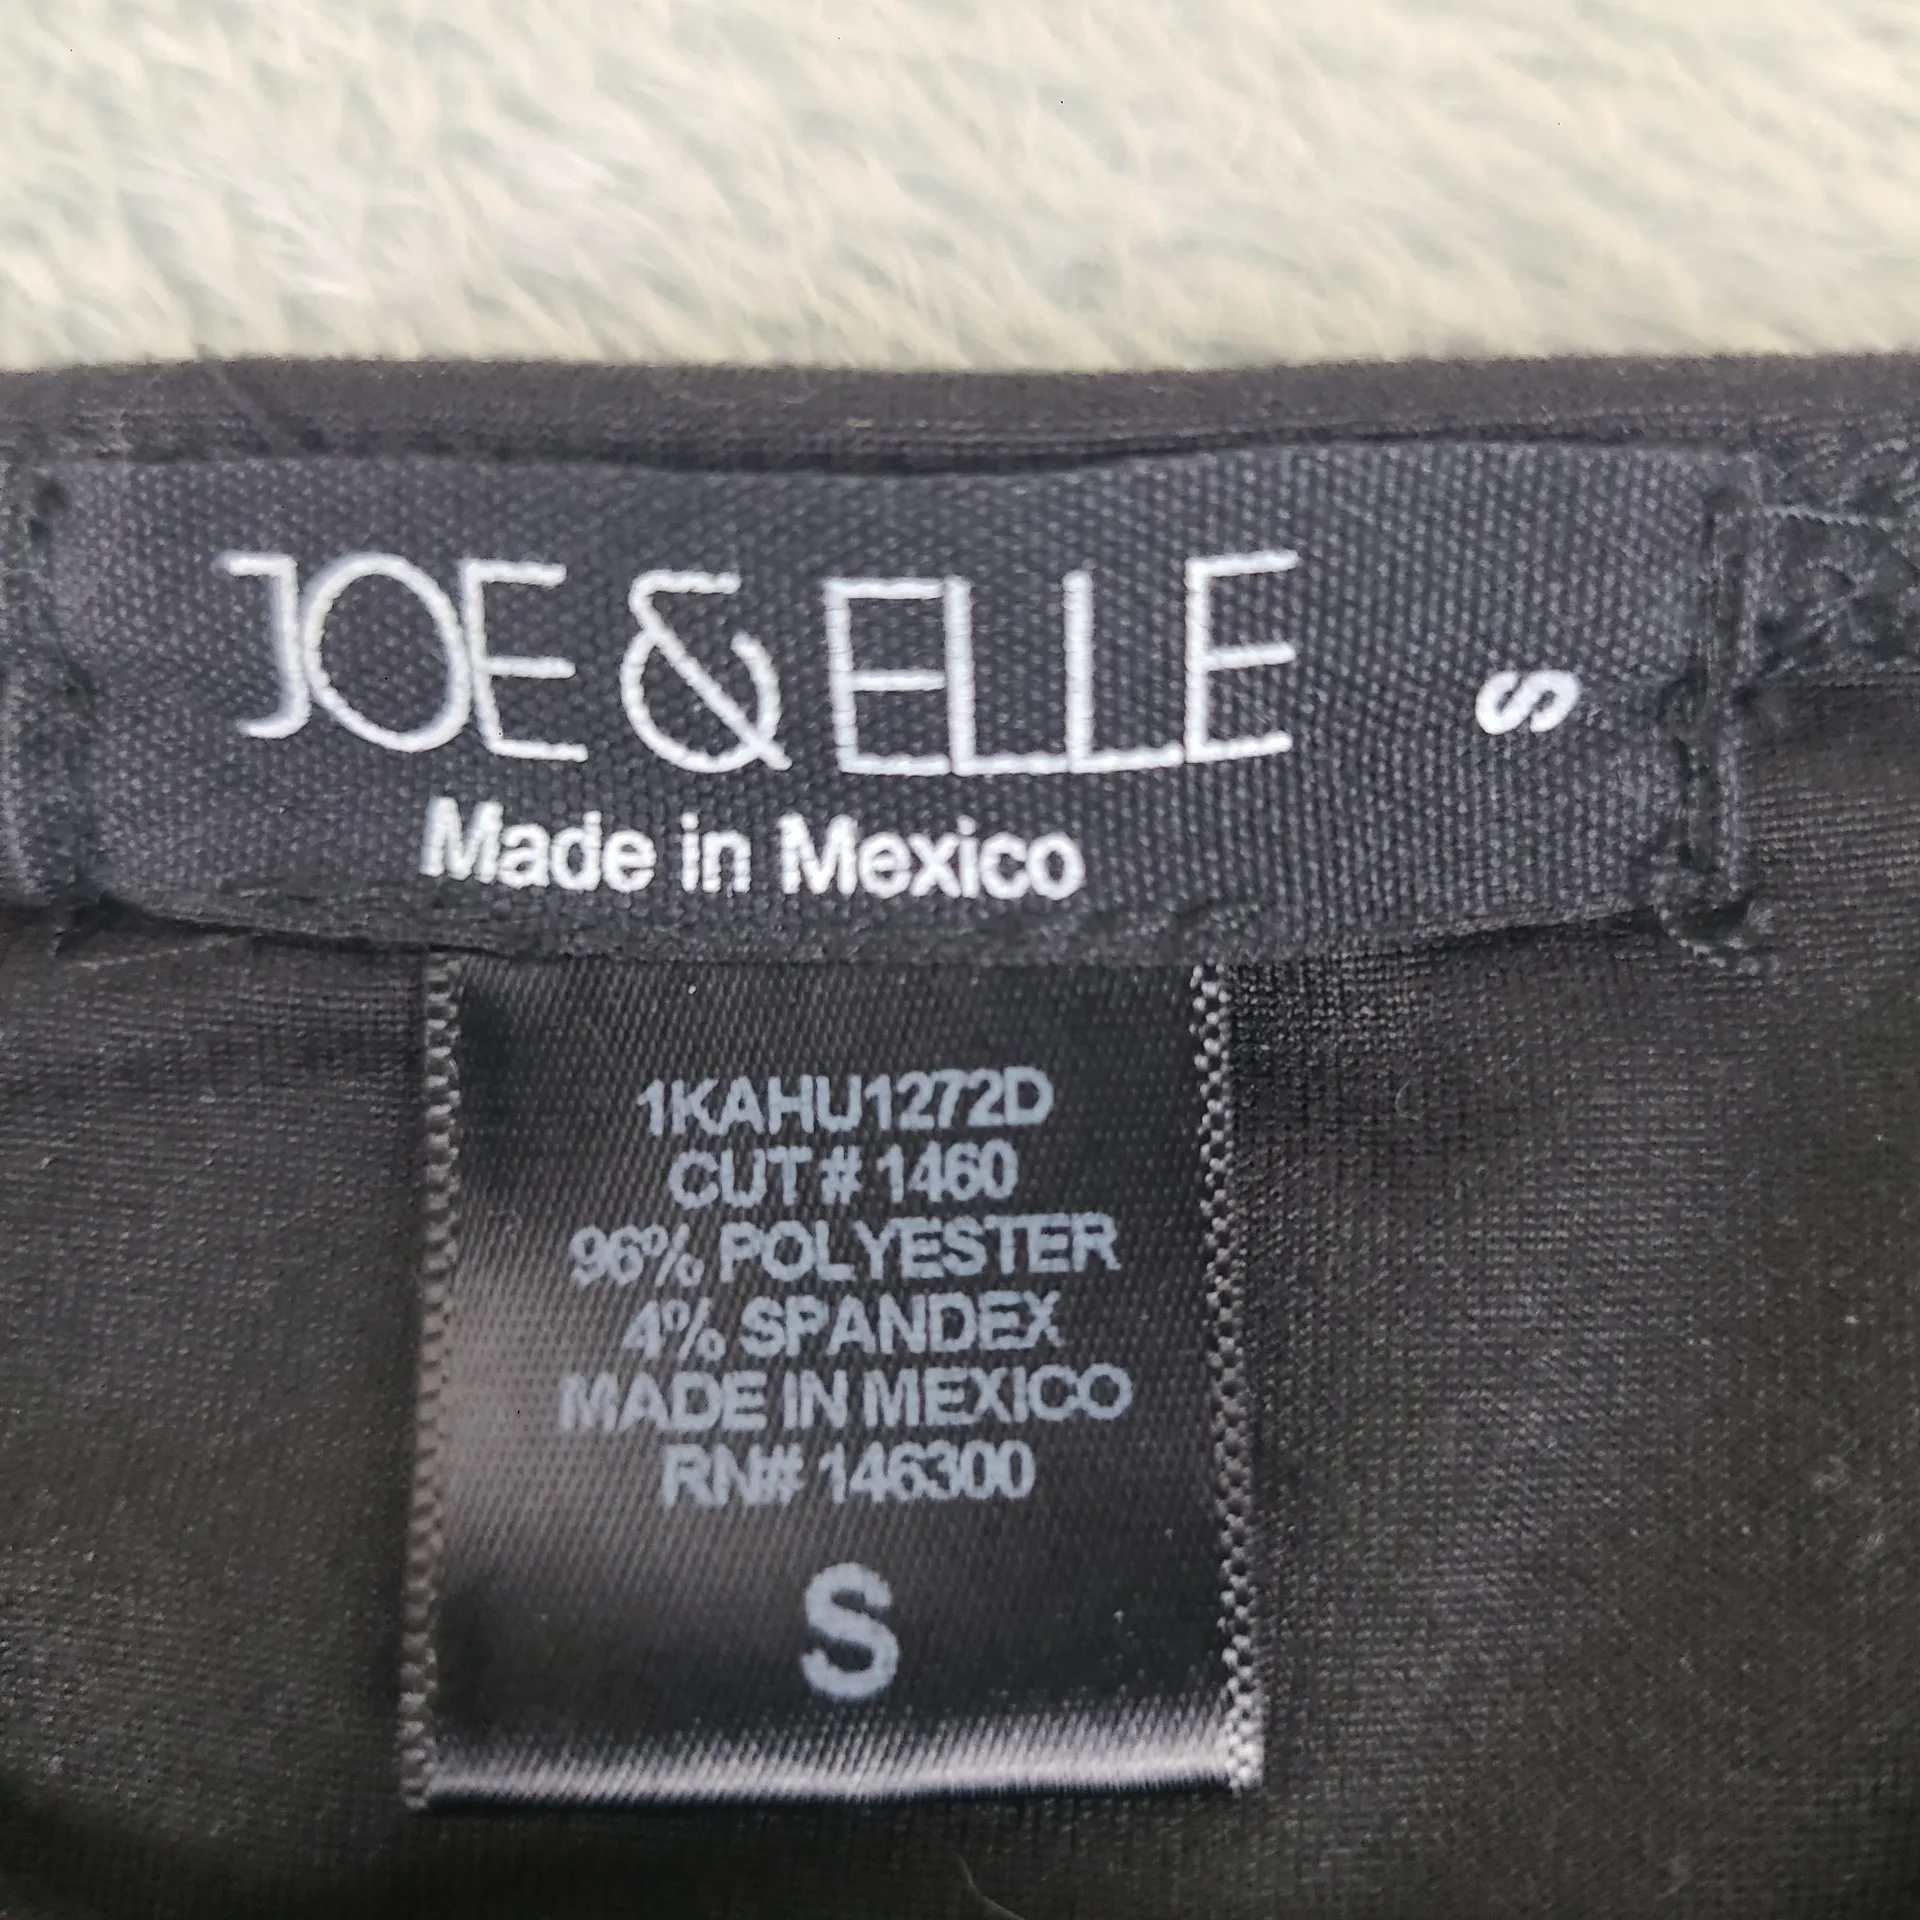 JOE & ELLE
S
Made in Mexico
1KAHU1272D
CUT # 1460
96% POLYESTER
4% SPANDEX
MADE IN MEXICO
RN# 146300
S